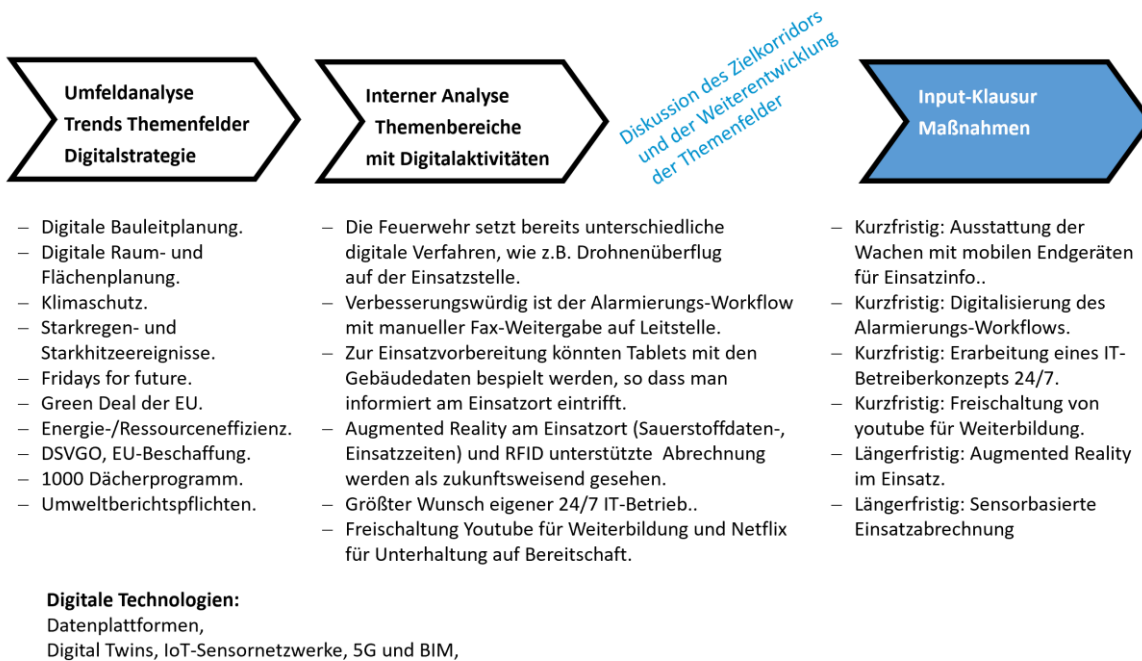 Umfeldanalyse
Trends Themenfelder
Digitalstrategie
Interner Analyse
Themenbereiche
mit Digitalaktivitäten
Diskussion des Zielkorridors
und der Weiterentwicklung
der Themenfelder
Input-Klausur
Maßnahmen
– Digitale Bauleitplanung.
– Digitale Raum- und
Flächenplanung.
– Klimaschutz.
– Starkregen- und
Starkhitzeereignisse.
– Fridays for future.
– Green Deal der EU.
– Energie-/Ressourceneffizienz.
– DSVGO, EU-Beschaffung.
– 1000 Dächerprogramm.
– Umweltberichtspflichten.
– Die Feuerwehr setzt bereits unterschiedliche
digitale Verfahren, wie z.B. Drohnenüberflug
auf der Einsatzstelle.
– Verbesserungswürdig ist der Alarmierungs-Workflow
mit manueller Fax-Weitergabe auf Leitstelle.
– Zur Einsatzvorbereitung könnten Tablets mit den
Gebäudedaten bespielt werden, so dass man
informiert am Einsatzort eintrifft.
– Augmented Reality am Einsatzort (Sauerstoffdaten-,
Einsatzzeiten) und RFID unterstützte Abrechnung
werden als zukunftsweisend gesehen.
– Größter Wunsch eigener 24/7 IT-Betrieb..
– Freischaltung Youtube für Weiterbildung und Netflix
für Unterhaltung auf Bereitschaft.
– Kurzfristig: Ausstattung der
Wachen mit mobilen Endgeräten
für Einsatzinfo..
– Kurzfristig: Digitalisierung des
Alarmierungs-Workflows.
– Kurzfristig: Erarbeitung eines IT-
Betreiberkonzepts 24/7.
– Kurzfristig: Freischaltung von
youtube für Weiterbildung.
– Längerfristig: Augmented Reality
im Einsatz.
– Längerfristig: Sensorbasierte
Einsatzabrechnung
Digitale Technologien:
Datenplattformen,
Digital Twins, IoT-Sensornetzwerke, 5G und BIM,